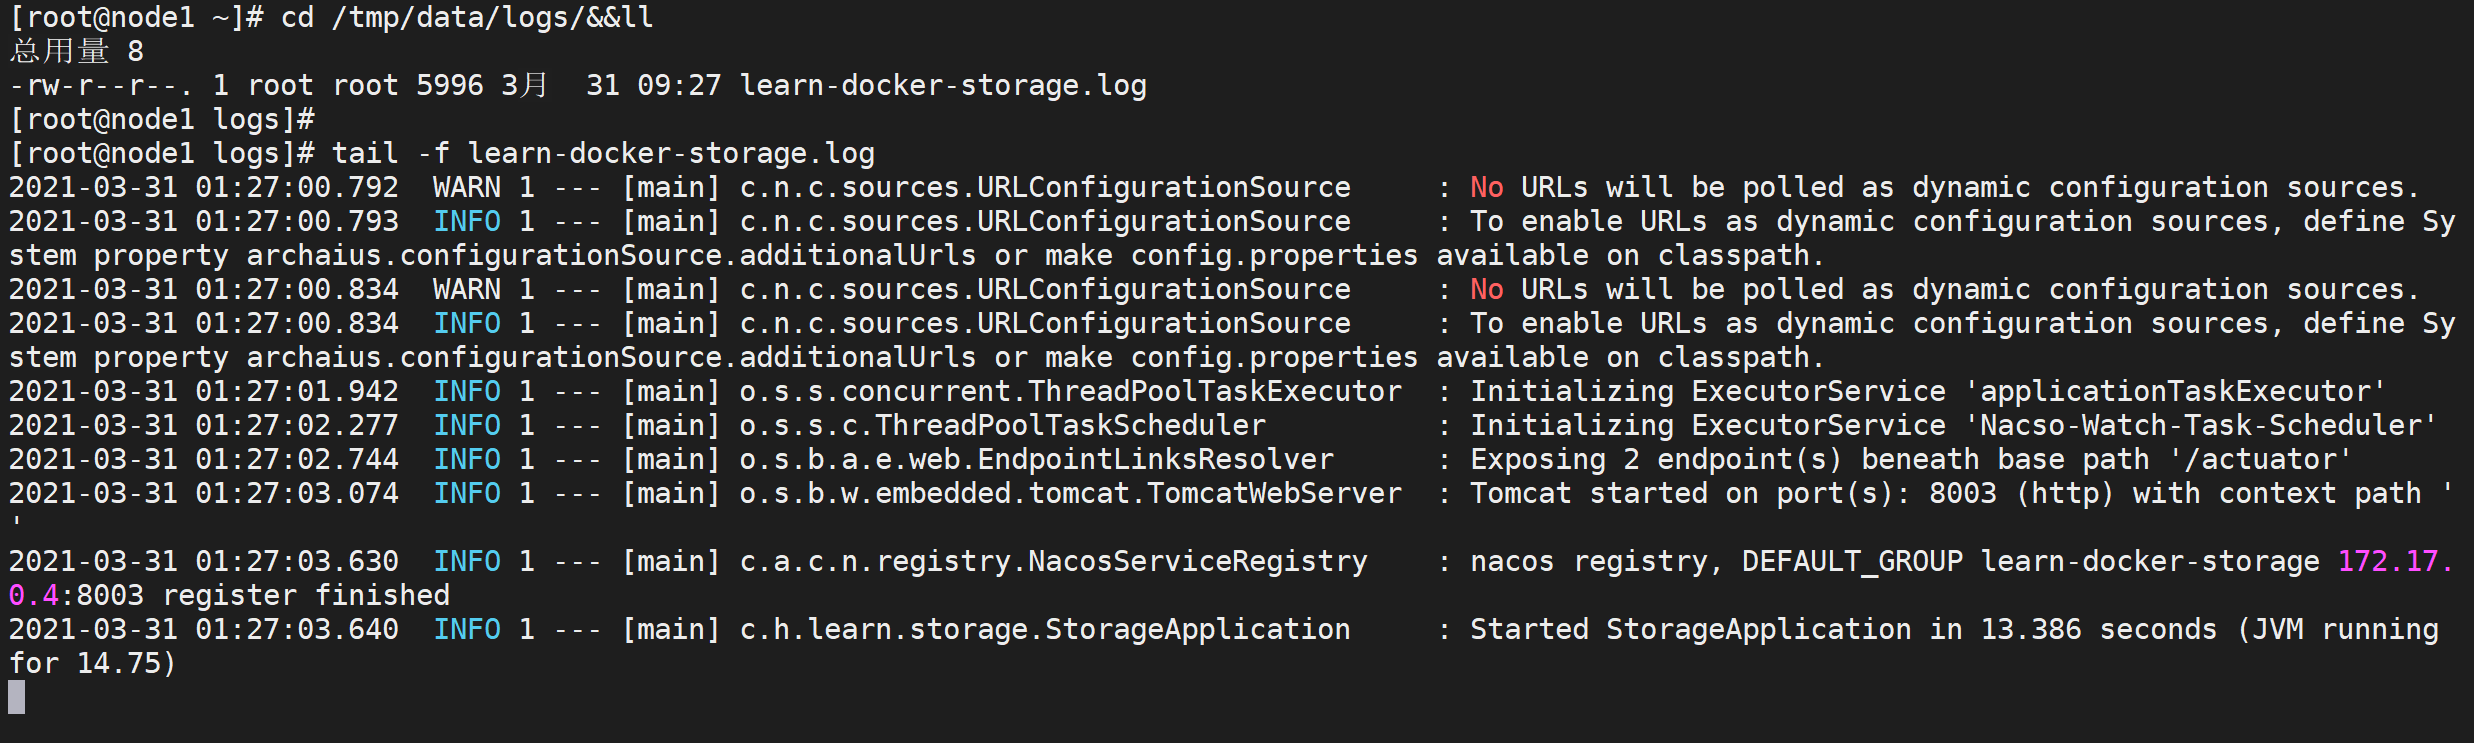 [root@node1 ~]# cd /tmp/data/logs/&&ll
总用量 8
-rw-r--r--. 1 root root 5996 3月  31 09:27 learn-docker-storage.log
[root@node1 logs]#
[root@node1 logs]# tail -f learn-docker-storage.log
2021-03-31 01:27:00.792  WARN 1 --- [main] c.n.c.sources.URLConfigurationSource     : No URLs will be polled as dynamic configuration sources.
2021-03-31 01:27:00.793  INFO 1 --- [main] c.n.c.sources.URLConfigurationSource     : To enable URLs as dynamic configuration sources, define Sy
stem property archaius.configurationSource.additionalUrls or make config.properties available on classpath.
2021-03-31 01:27:00.834  WARN 1 --- [main] c.n.c.sources.URLConfigurationSource     : No URLs will be polled as dynamic configuration sources.
2021-03-31 01:27:00.834  INFO 1 --- [main] c.n.c.sources.URLConfigurationSource     : To enable URLs as dynamic configuration sources, define Sy
stem property archaius.configurationSource.additionalUrls or make config.properties available on classpath.
2021-03-31 01:27:01.942  INFO 1 --- [main] o.s.s.concurrent.ThreadPoolTaskExecutor  : Initializing ExecutorService 'applicationTaskExecutor'
2021-03-31 01:27:02.277  INFO 1 --- [main] o.s.s.c.ThreadPoolTaskScheduler          : Initializing ExecutorService 'Nacso-Watch-Task-Scheduler'
2021-03-31 01:27:02.744  INFO 1 --- [main] o.s.b.a.e.web.EndpointLinksResolver      : Exposing 2 endpoint(s) beneath base path '/actuator'
2021-03-31 01:27:03.074  INFO 1 --- [main] o.s.b.w.embedded.tomcat.TomcatWebServer  : Tomcat started on port(s): 8003 (http) with context path '
'
2021-03-31 01:27:03.630  INFO 1 --- [main] c.a.c.n.registry.NacosServiceRegistry    : nacos registry, DEFAULT_GROUP learn-docker-storage 172.17.
0.4:8003 register finished
2021-03-31 01:27:03.640  INFO 1 --- [main] c.h.learn.storage.StorageApplication     : Started StorageApplication in 13.386 seconds (JVM running
for 14.75)